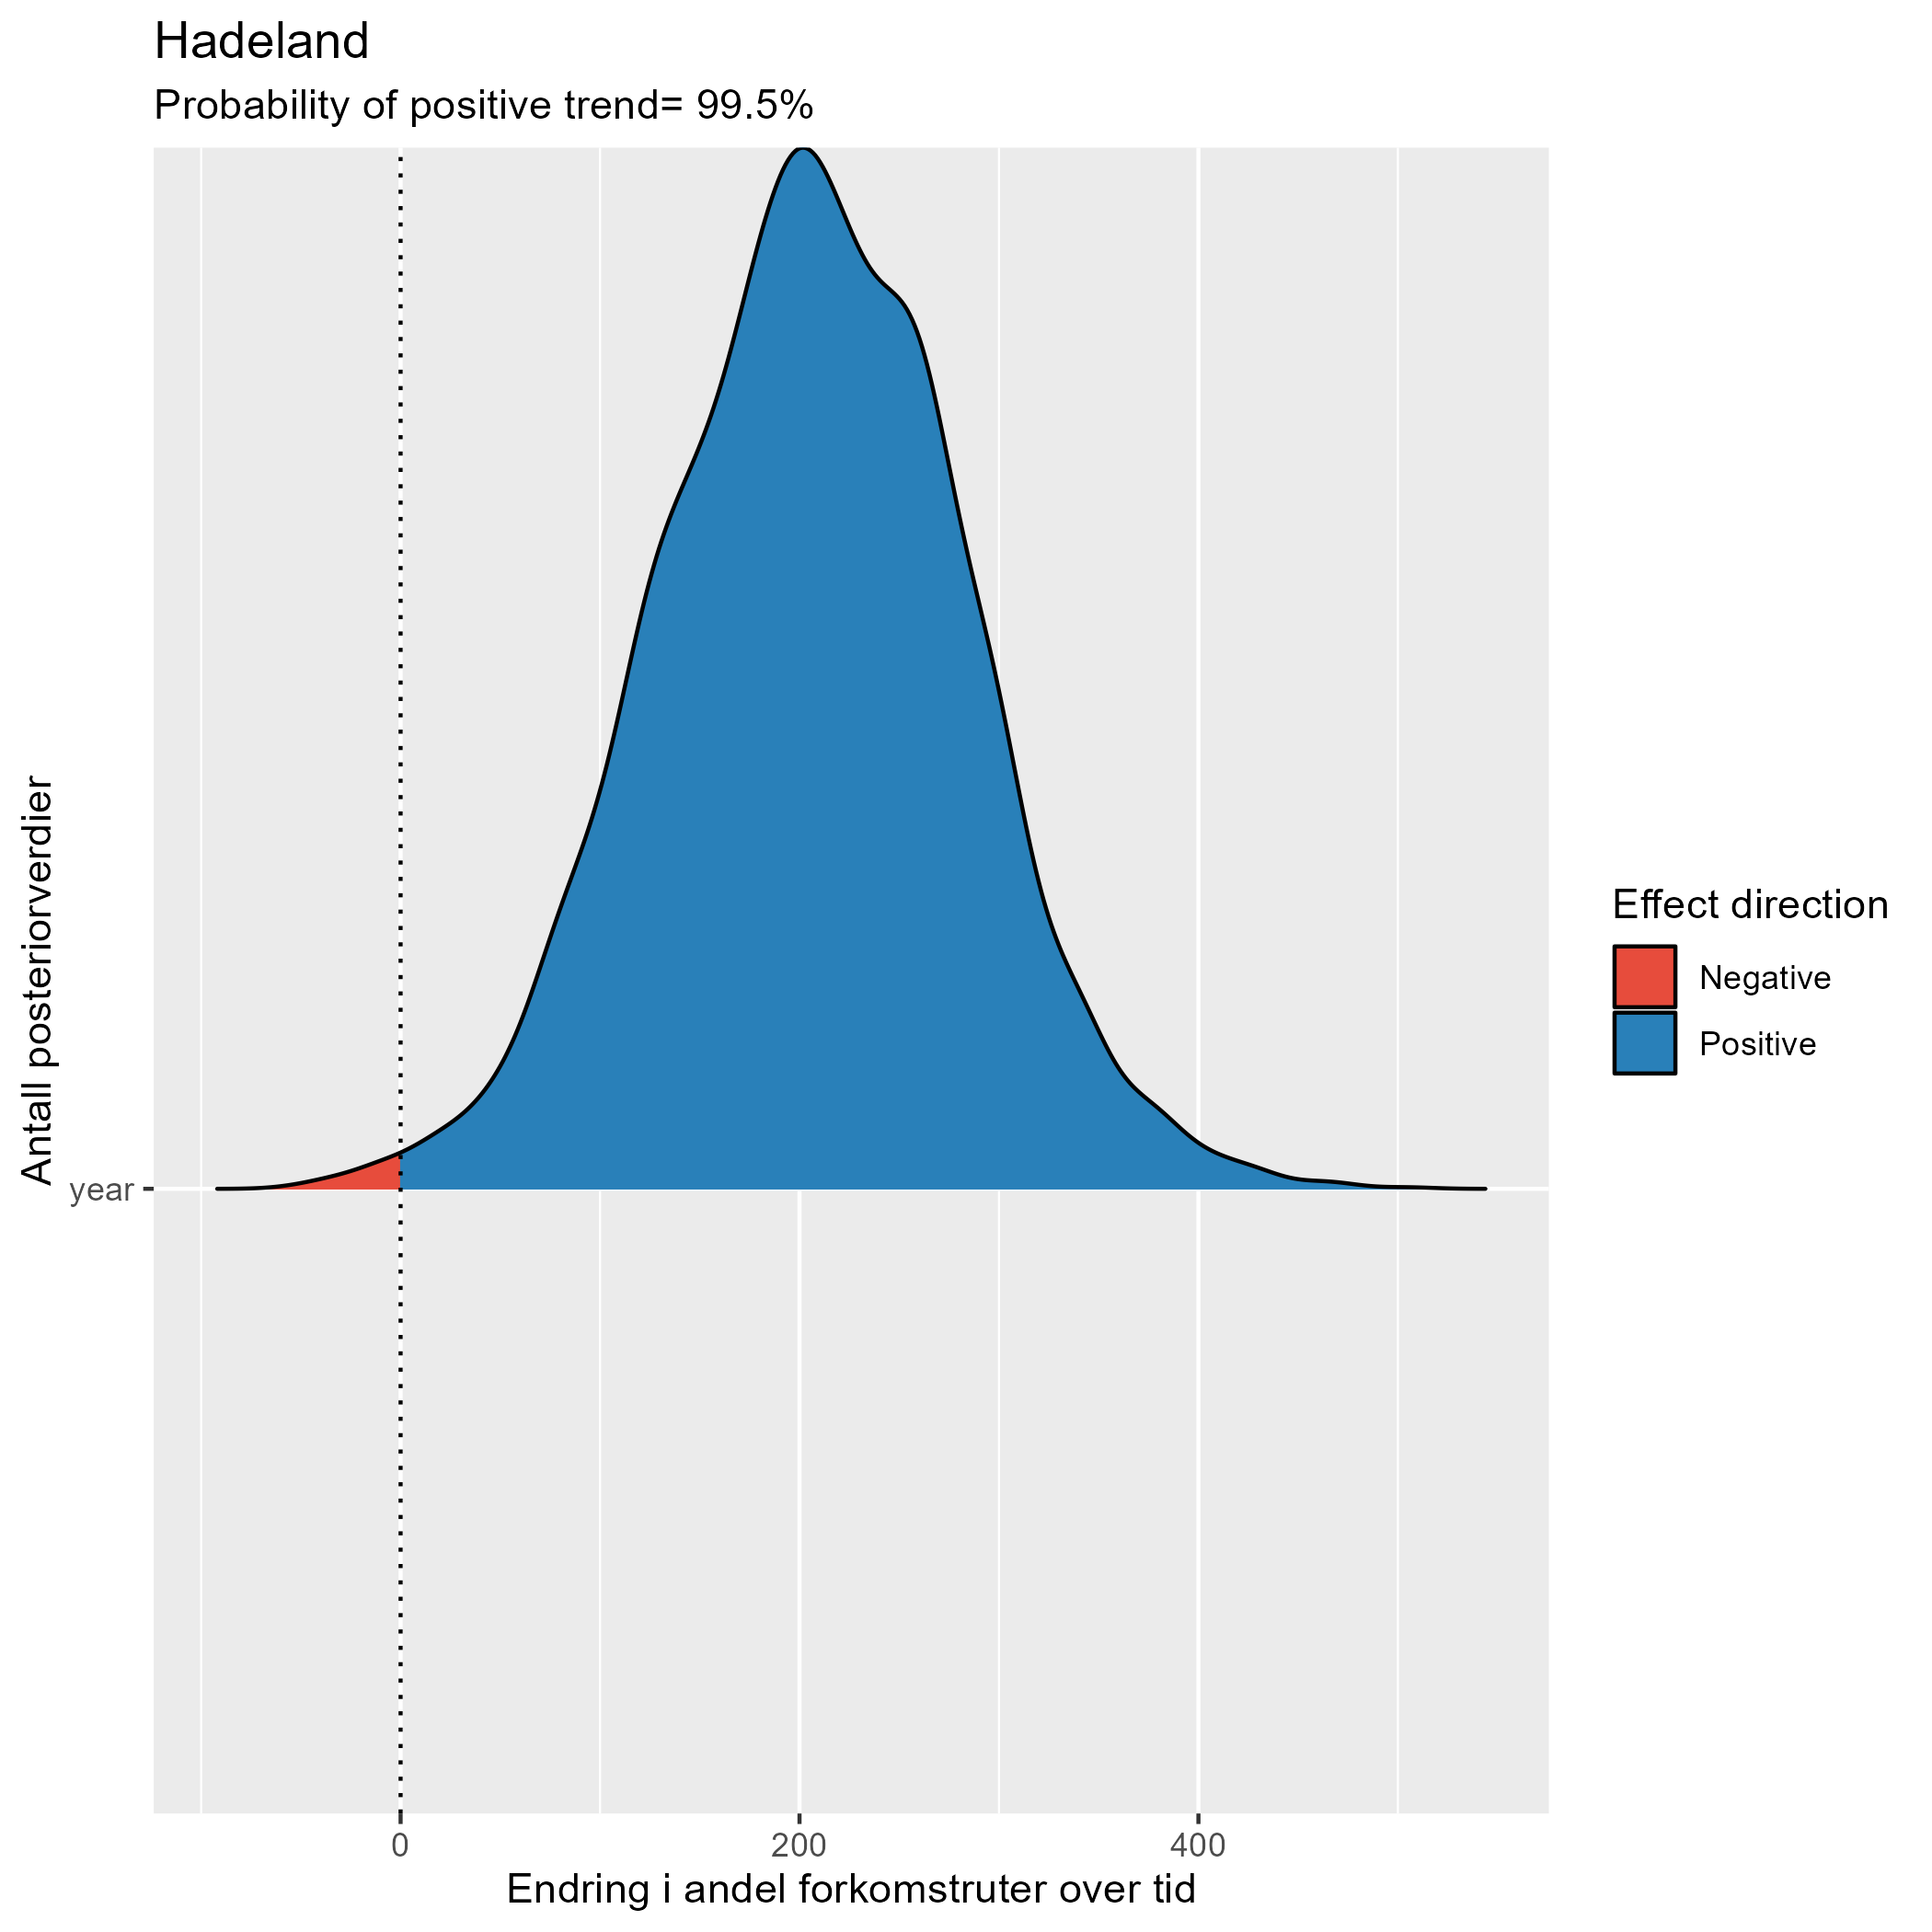 Hadeland
Probability of positive trend= 99.5%
Antall posteriorverdier
year
0
200
400
Endring i andel forkomstruter over tid
Effect direction
Negative
Positive